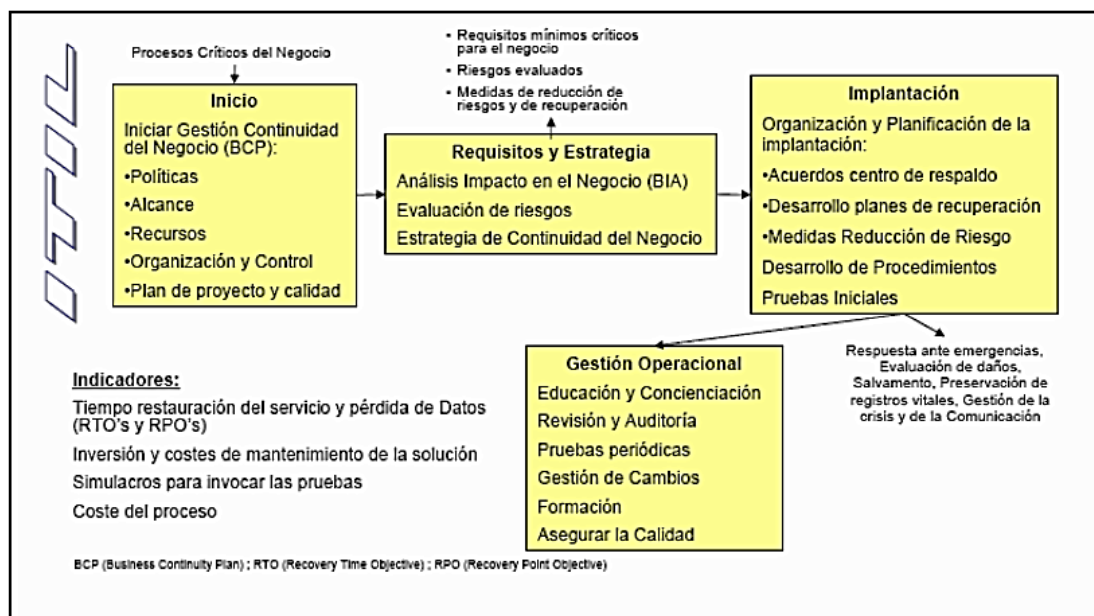 ITIL
Procesos Críticos del Negocio
Inicio
Iniciar Gestión Continuidad
del Negocio (BCP):
•Políticas
•Alcance
•Recursos
•Organización y Control
•Plan de proyecto y calidad
- Requisitos mínimos críticos
para el negocio
- Riesgos evaluados
- Medidas de reducción de
riesgos y de recuperación
Requisitos y Estrategia
Análisis Impacto en el Negocio (BIA)
Evaluación de riesgos
Estrategia de Continuidad del Negocio
Implantación
Organización y Planificación de la
implantación:
•Acuerdos centro de respaldo
•Desarrollo planes de recuperación
•Medidas Reducción de Riesgo
Desarrollo de Procedimientos
Pruebas Iniciales
Respuesta ante emergencias,
Evaluación de daños,
Salvamento, Preservación de
registros vitales, Gestión de la
crisis y de la Comunicación
Gestión Operacional
Educación y Concienciación
Revisión y Auditoría
Pruebas periódicas
Gestión de Cambios
Formación
Asegurar la Calidad
Indicadores:
Tiempo restauración del servicio y pérdida de Datos
(RTO's y RPO's)
Inversión y costes de mantenimiento de la solución
Simulacros para invocar las pruebas
Coste del proceso
BCP (Business Continuity Plan) ; RTO (Recovery Time Objective) ; RPO (Recovery Point Objective)